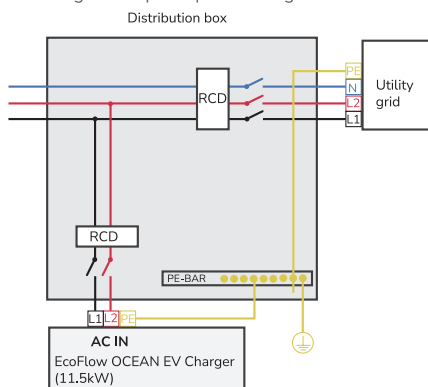 Distribution box
PE
N
L2
L1
Utility
grid
RCD
RCD
PE-BAR
L1 L2 PE
AC IN
EcoFlow OCEAN EV Charger
(11.5kW)